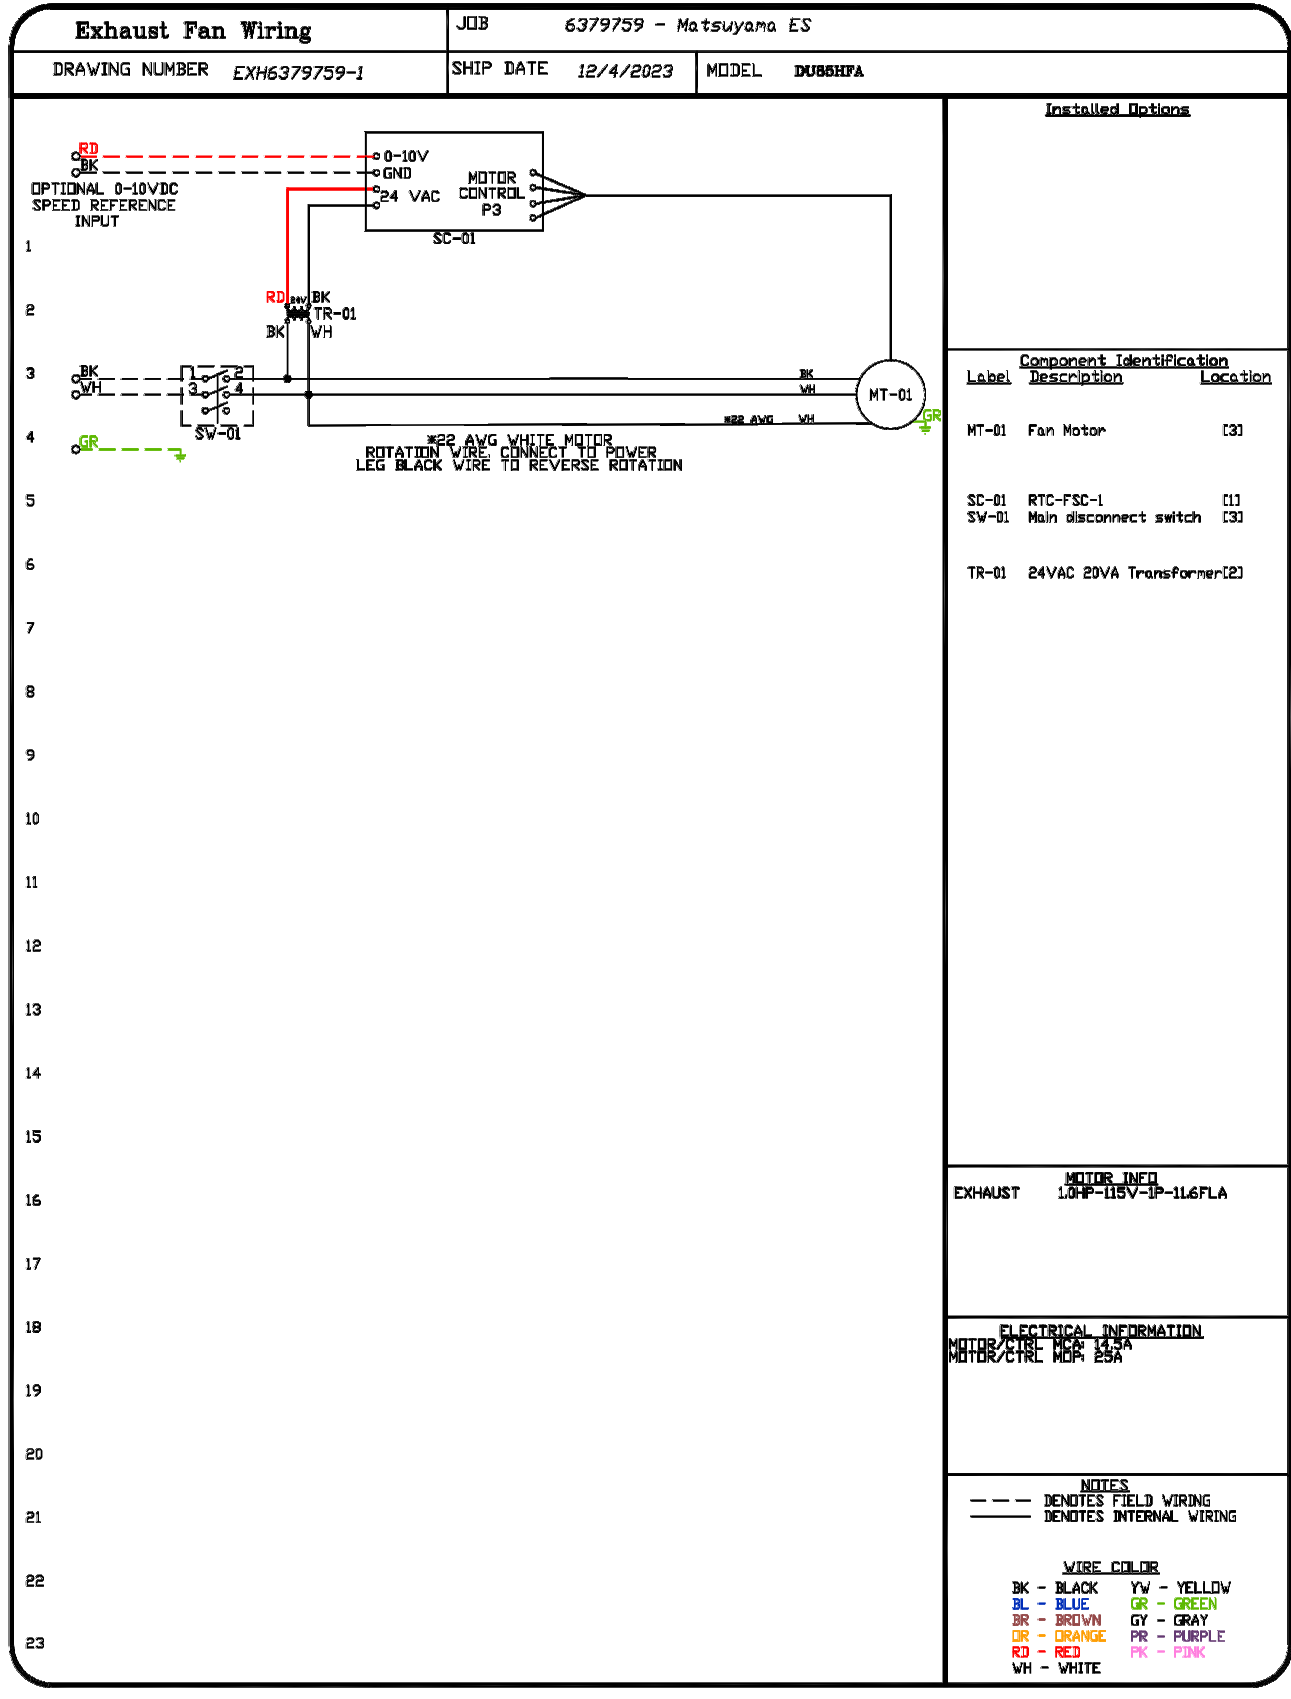 Exhaust Fan Wiring
JOB 6379759 - Matsuyama ES
DRAWING NUMBER EXH6379759-1
SHIP DATE 12/4/2023
MODEL DU85HFA
RD
BK
OPTIONAL 0-10VDC
SPEED REFERENCE
INPUT
0-10V
GND
24 VAC
MOTOR
CONTROL
P3
SC-01
RD 24V BK
TR-01
BK WH
BK
WH
1 2
3 4
SW-01
GR
BK
WH
*22 AWG WH
MT-01
GR
*22 AWG WHITE MOTOR
ROTATION WIRE. CONNECT TO POWER
LEG BLACK WIRE TO REVERSE ROTATION
1
2
3
4
5
6
7
8
9
10
11
12
13
14
15
16
17
18
19
20
21
22
23
Installed Options
Component Identification
Label Description Location
MT-01 Fan Motor [3]
SC-01 RTC-FSC-1 [1]
SW-01 Main disconnect switch [3]
TR-01 24VAC 20VA Transformer[2]
MOTOR INFO
EXHAUST 1.0HP-115V-1P-11.6FLA
ELECTRICAL INFORMATION
MOTOR/CTRL MCA: 14.5A
MOTOR/CTRL MOP: 25A
NOTES
--- DENOTES FIELD WIRING
DENOTES INTERNAL WIRING
WIRE COLOR
BK - BLACK YW - YELLOW
BL - BLUE GR - GREEN
BR - BROWN GY - GRAY
OR - ORANGE PR - PURPLE
RD - RED PK - PINK
WH - WHITE